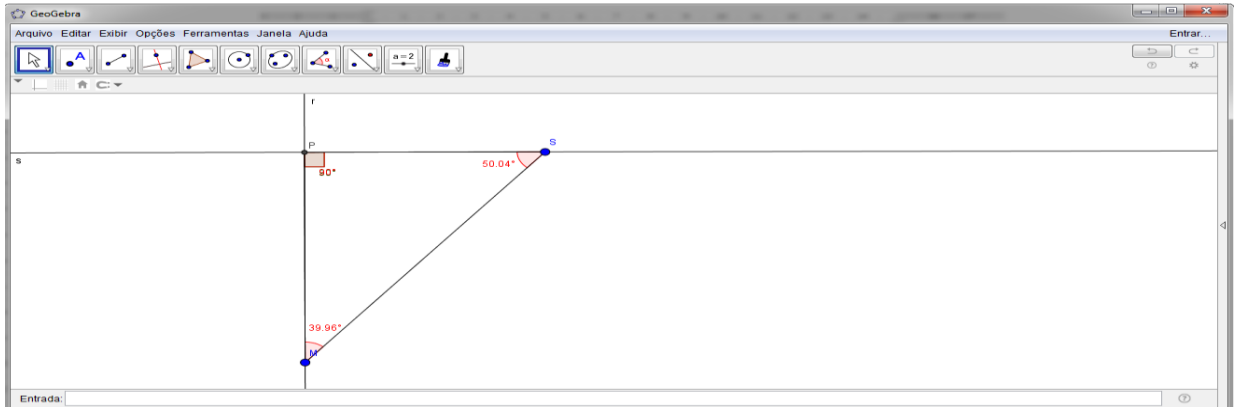 GeoGebra
Arquivo Editar Exibir Opções Ferramentas Janela Ajuda
Entrar...
A
a=2
r
P
S
s
90°
50.04°
39.96°
M
Entrada: